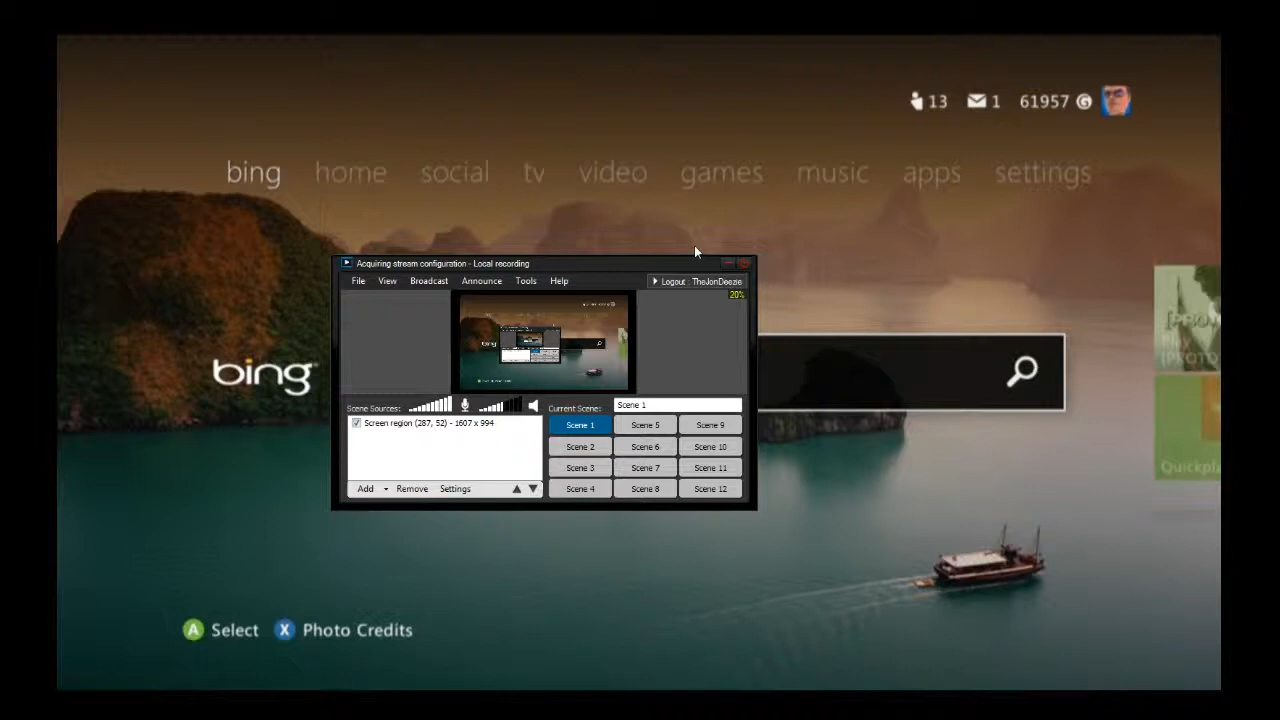 13 1 61957 G
bing home social tv video games music apps settings
Acquiring stream configuration - Local recording
File View Broadcast Announce Tools Help Logout : TheJonDeezie
20%
bing
Scene Sources:
Screen region (287, 52) - 1607 x 994
Add Remove Settings
Current Scene: Scene 1
Scene 1 Scene 5 Scene 9
Scene 2 Scene 6 Scene 10
Scene 3 Scene 7 Scene 11
Scene 4 Scene 8 Scene 12
Play
[PROTO
Quickpla
A Select X Photo Credits